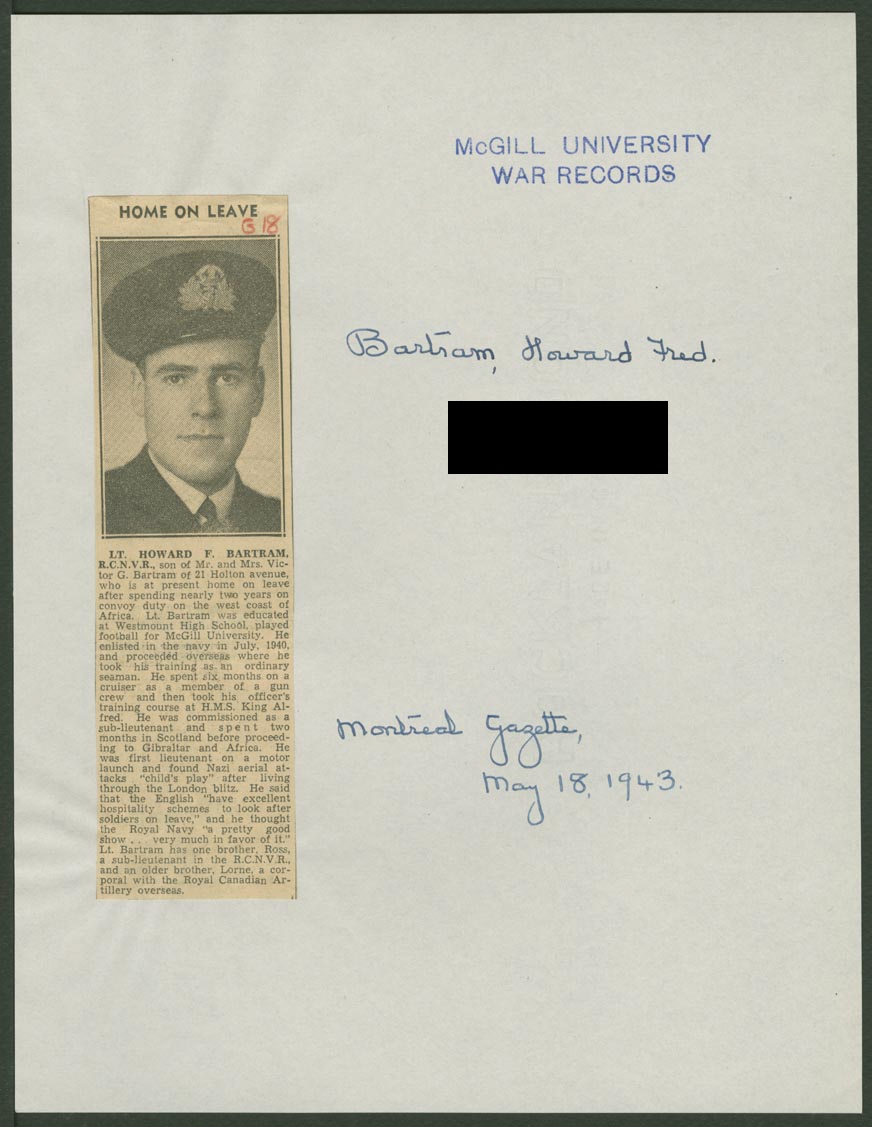 McGILL UNIVERSITY
WAR RECORDS
HOME ON LEAVE
G 18
Bartram, Howard Fred.
LT. HOWARD F. BARTRAM,
R.C.N.V.R., son of Mr. and Mrs. Vic-
tor G. Bartram of 21 Holton avenue,
who is at present home on leave
after spending nearly two years on
convoy duty on the west coast of
Africa. Lt. Bartram was educated
at Westmount High School, played
football for McGill University. He
enlisted in the navy in July, 1940,
and proceeded overseas where he
took his training as an ordinary
seaman. He spent six months on a
cruiser as a member of a gun
crew and then took his officer's
training course at H.M.S. King Al-
fred. He was commissioned as a
sub-lieutenant and spent two
months in Scotland before proceed-
ing to Gibraltar and Africa. He
was first lieutenant on a motor
launch and found Nazi aerial at-
tacks "child's play" after living
through the London blitz. He said
that the English "have excellent
hospitality schemes to look after
soldiers on leave," and he thought
the Royal Navy "a pretty good
show . . very much in favor of it."
Lt. Bartram has one brother, Ross,
a sub-lieutenant in the R.C.N.V.R.,
and an older brother, Lorne, a cor-
poral with the Royal Canadian Ar-
tillery overseas.
Montreal Gazette,
May 18, 1943.